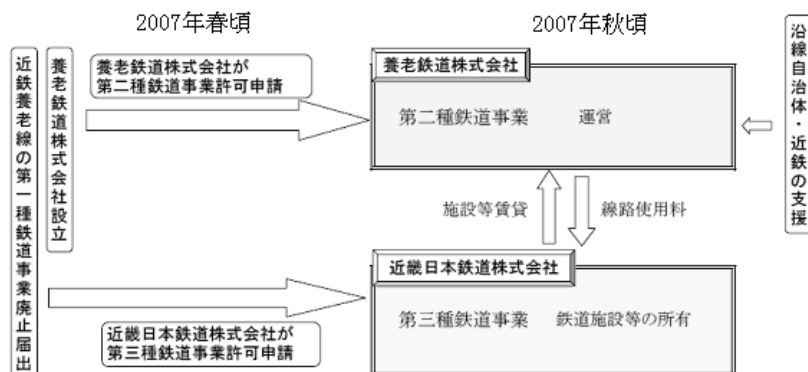 2007年春頃
2007年秋頃
近鉄養老線の第一種鉄道事業廃止届出
養老鉄道株式会社設立
養老鉄道株式会社が
第二種鉄道事業許可申請
養老鉄道株式会社
第二種鉄道事業 運営
沿線自治体・近鉄の支援
施設等賃貸
線路使用料
近畿日本鉄道株式会社
第三種鉄道事業 鉄道施設等の所有
近畿日本鉄道株式会社が
第三種鉄道事業許可申請